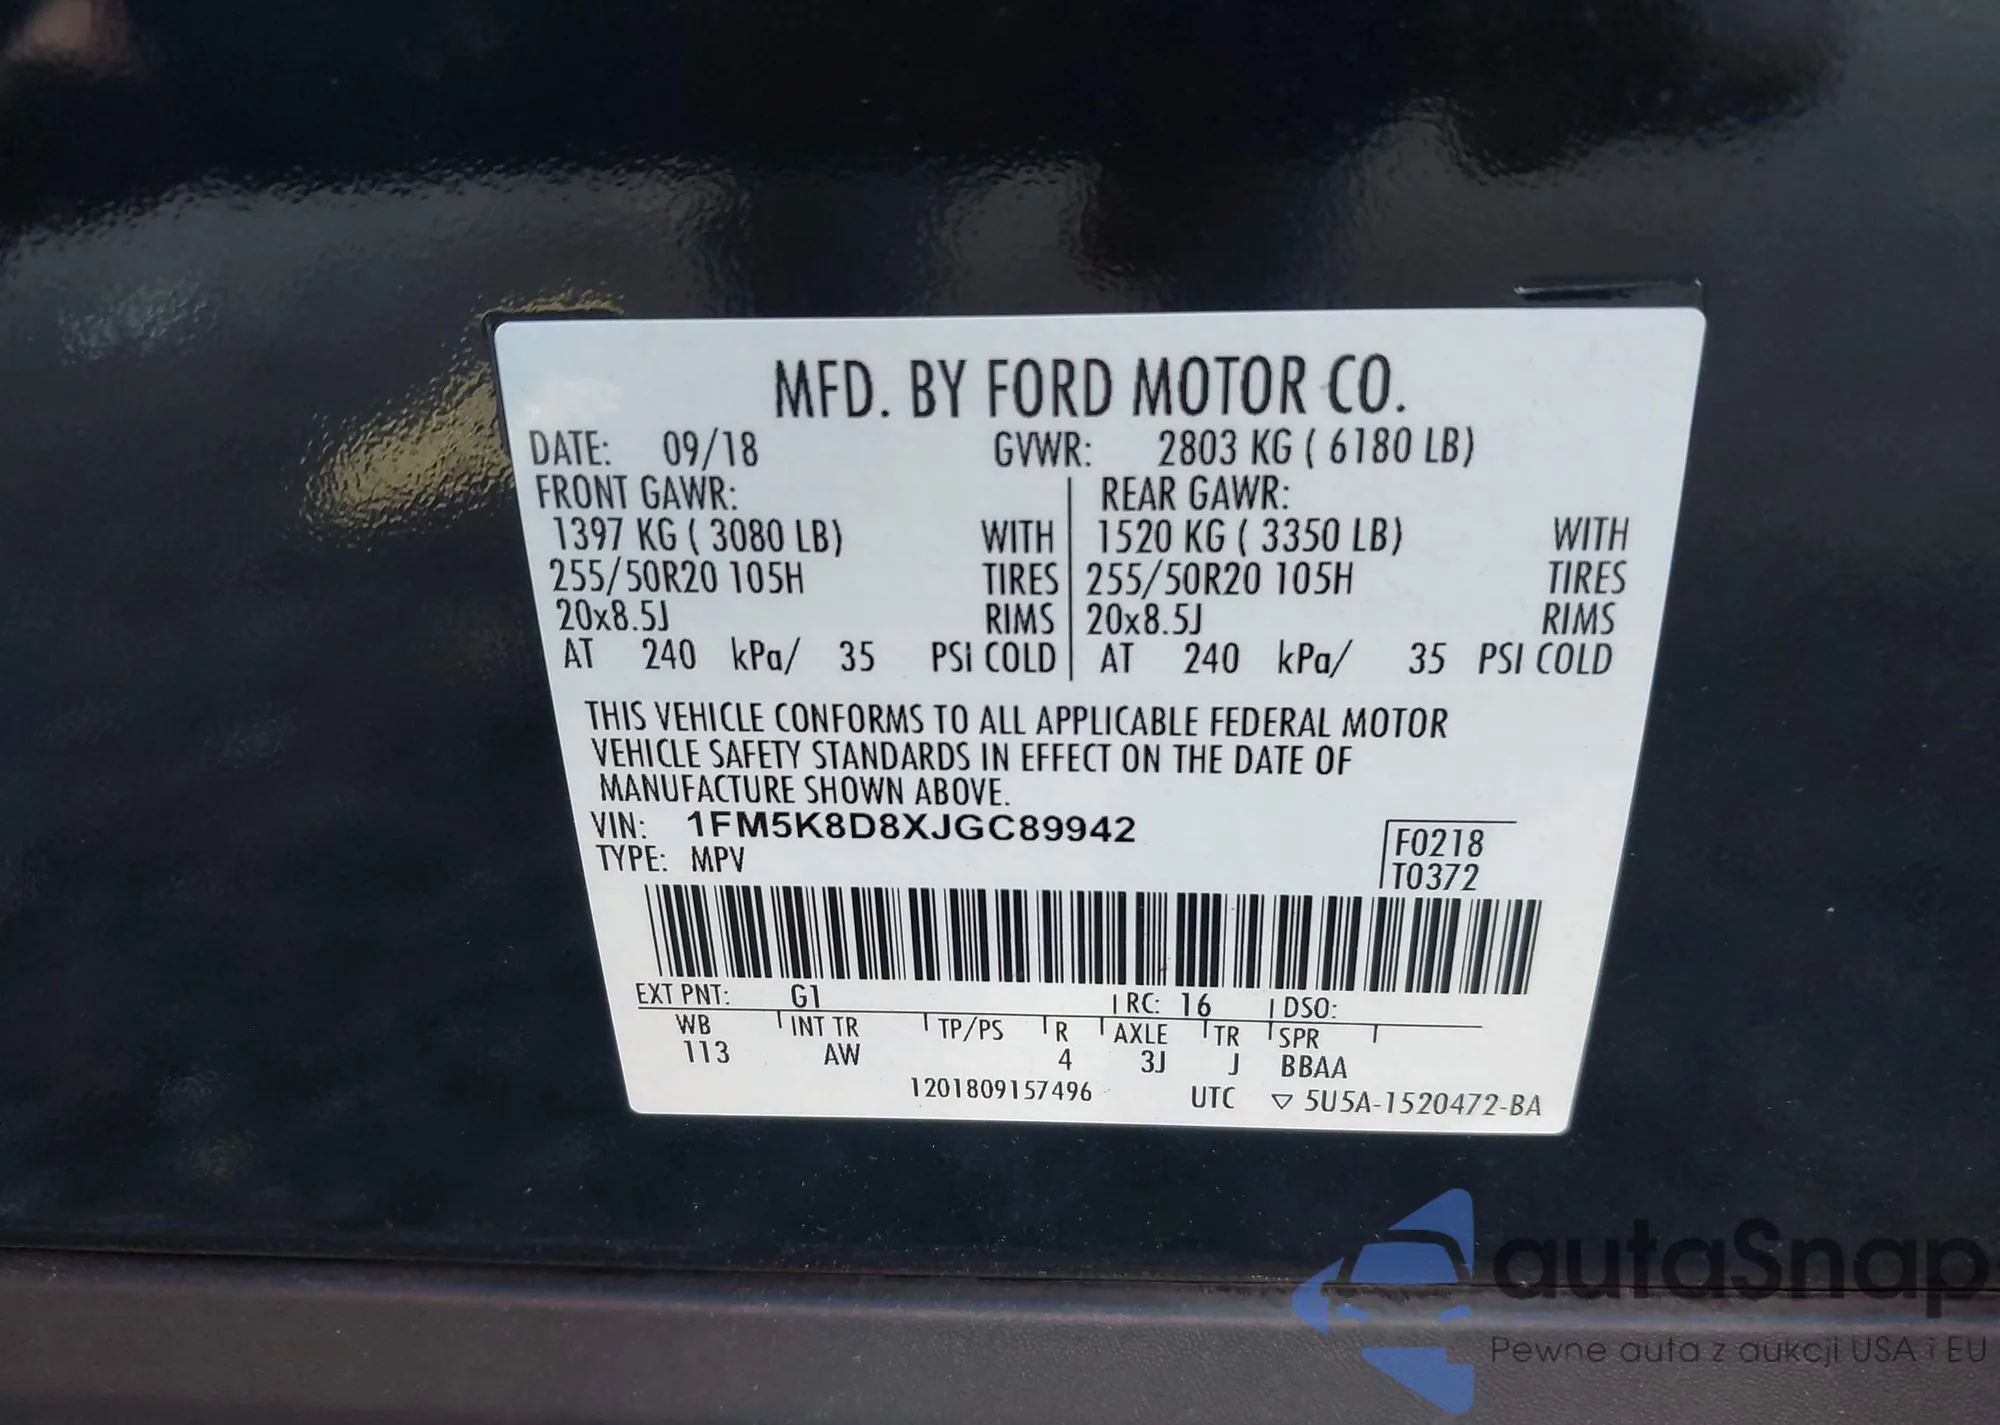 MFD. BY FORD MOTOR CO.
DATE: 09/18 GVWR: 2803 KG ( 6180 LB)
FRONT GAWR: REAR GAWR:
1397 KG ( 3080 LB) WITH 1520 KG ( 3350 LB) WITH
255/50R20 105H TIRES 255/50R20 105H TIRES
20x8.5J RIMS 20x8.5J RIMS
AT 240 kPa/ 35 PSI COLD AT 240 kPa/ 35 PSI COLD
THIS VEHICLE CONFORMS TO ALL APPLICABLE FEDERAL MOTOR
VEHICLE SAFETY STANDARDS IN EFFECT ON THE DATE OF
MANUFACTURE SHOWN ABOVE.
VIN: 1FM5K8D8XJGC89942
F0218
TYPE: MPV
T0372
EXT PNT: G1 RC: 16 DSO:
WB INT TR TP/PS R AXLE TR SPR
113 AW 4 3J J BBAA
1201809157496 UTC ▽ 5U5A-1520472-BA
autaSnap
Pewne auta z aukcji USA i EU